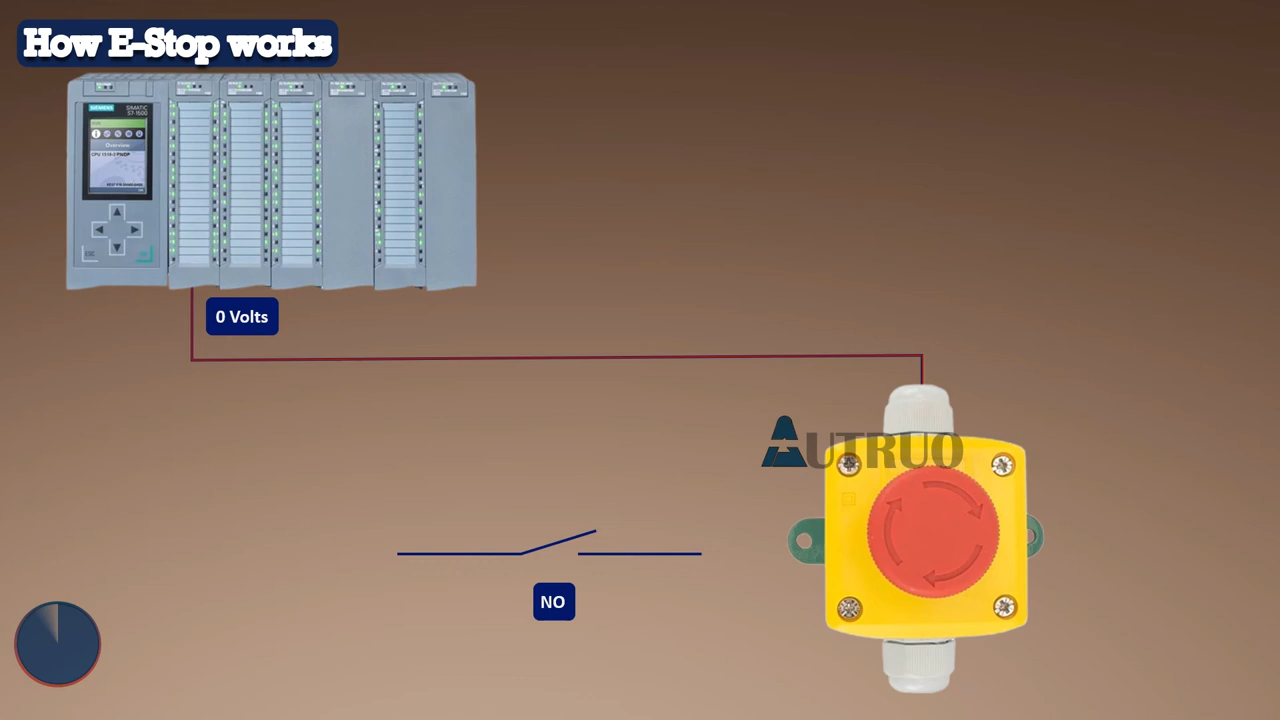 How E-Stop works
SIEMENS
SIMATIC
S7-1500
Overview
0 Volts
AUTRUO
NO